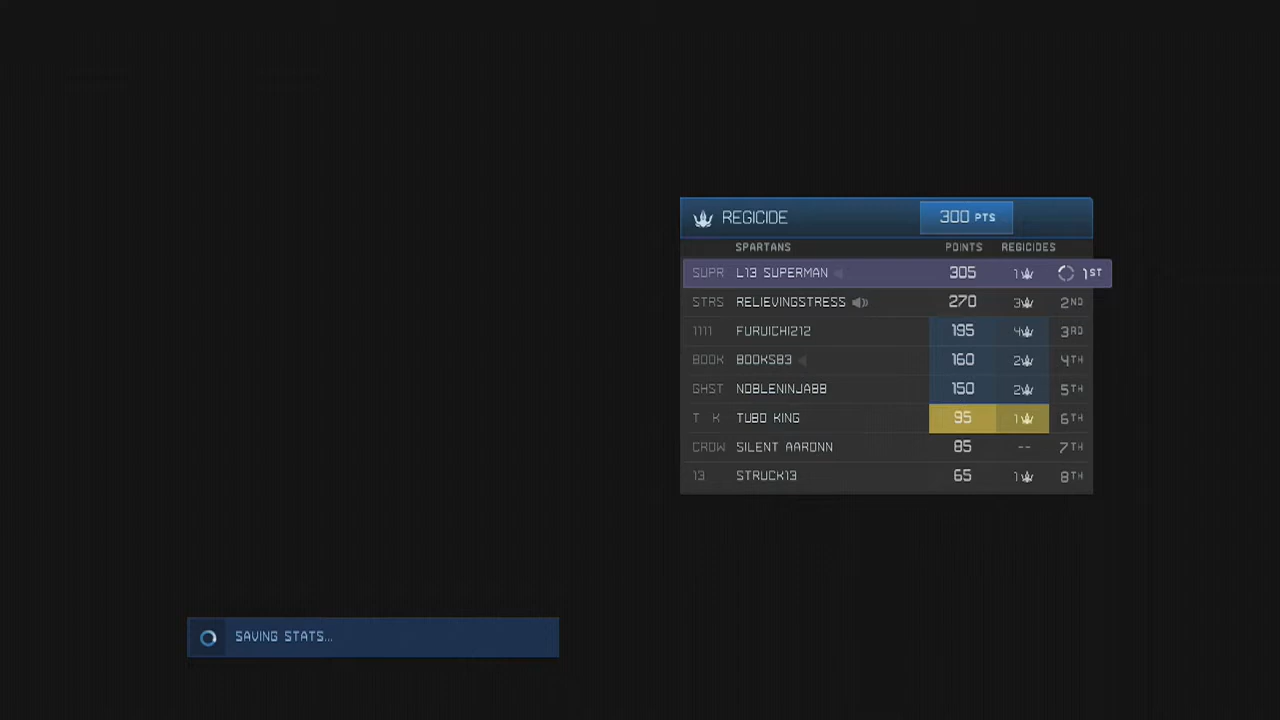 REGICIDE 300 PTS
SPARTANS POINTS REGICIDES
SUPR L13 SUPERMAN 305 1 1ST
STRS RELIEVINGSTRESS 270 3 2ND
1111 FURUICHI212 195 4 3RD
BOOK BOOKS83 160 2 4TH
GHST NOBLENINJA88 150 2 5TH
T K TUBO KING 95 1 6TH
CROW SILENT AARONN 85 -- 7TH
13 STRUCK13 65 1 8TH
SAVING STATS...